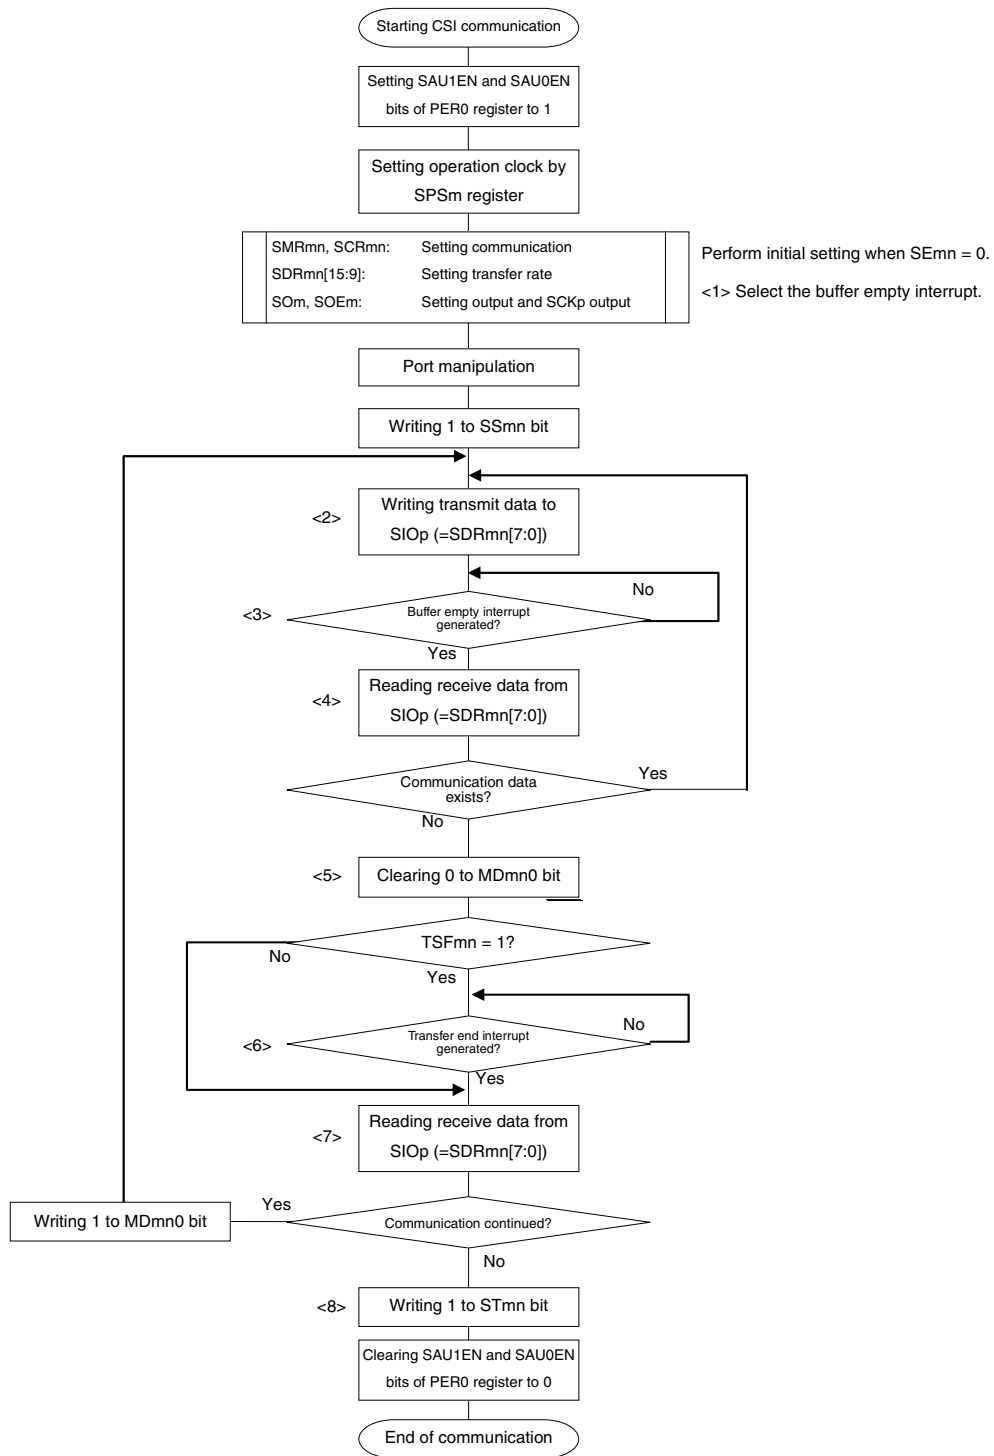 Starting CSI communication
Setting SAU1EN and SAU0EN
bits of PER0 register to 1
Setting operation clock by
SPSm register
SMRmn, SCRmn: Setting communication
SDRmn[15:9]: Setting transfer rate
SOm, SOEm: Setting output and SCKp output
Perform initial setting when SEmn = 0.
<1> Select the buffer empty interrupt.
Port manipulation
Writing 1 to SSmn bit
<2>
Writing transmit data to
SIOp (=SDRmn[7:0])
No
<3>
Buffer empty interrupt
generated?
Yes
<4>
Reading receive data from
SIOp (=SDRmn[7:0])
Communication data
exists?
Yes
No
<5>
Clearing 0 to MDmn0 bit
TSFmn = 1?
No
Yes
<6>
Transfer end interrupt
generated?
No
Yes
<7>
Reading receive data from
SIOp (=SDRmn[7:0])
Writing 1 to MDmn0 bit
Yes
Communication continued?
No
<8>
Writing 1 to STmn bit
Clearing SAU1EN and SAU0EN
bits of PER0 register to 0
End of communication